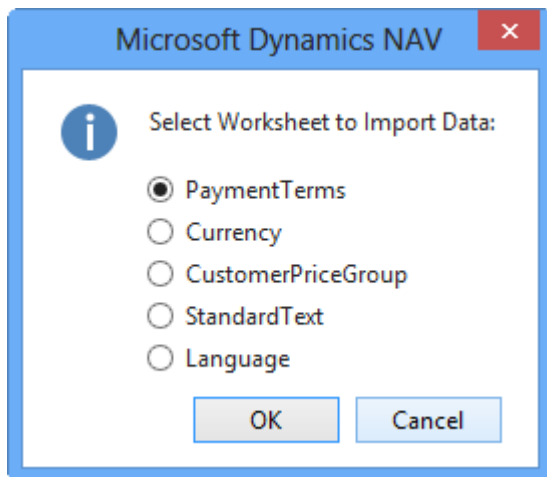 Microsoft Dynamics NAV
Select Worksheet to Import Data:
PaymentTerms
Currency
CustomerPriceGroup
StandardText
Language
OK Cancel